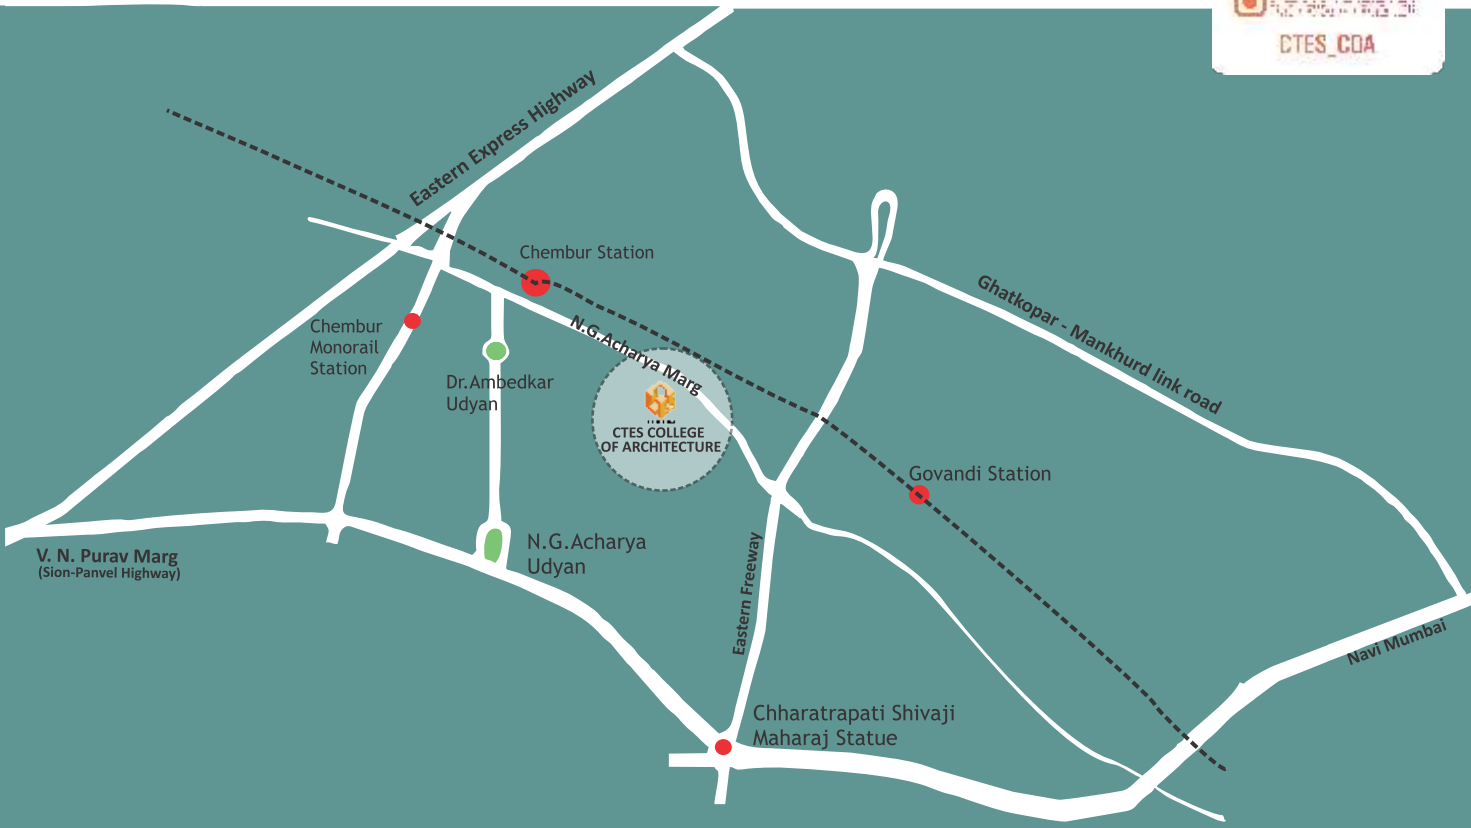 CTES_COA
Eastern Express Highway
Chembur Station
Chembur
Monorail
Station
N.G.Acharya Marg
Dr.Ambedkar
Udyan
CTES COLLEGE
OF ARCHITECTURE
Ghatkopar - Mankhurd link road
Govandi Station
V. N. Purav Marg
(Sion-Panvel Highway)
N.G.Acharya
Udyan
Eastern Freeway
Navi Mumbai
Chharatrapati Shivaji
Maharaj Statue